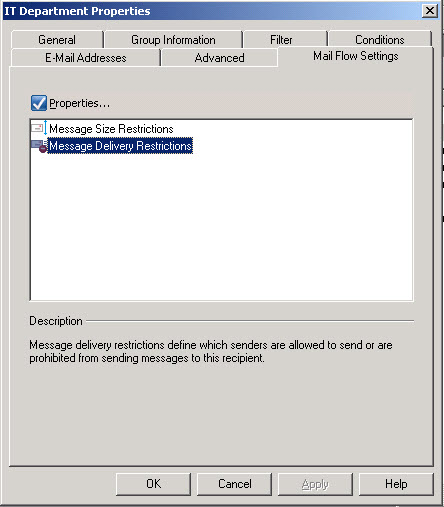 IT Department Properties
General Group Information Filter Conditions
E-Mail Addresses Advanced Mail Flow Settings
Properties...
Message Size Restrictions
Message Delivery Restrictions
Description
Message delivery restrictions define which senders are allowed to send or are
prohibited from sending messages to this recipient.
OK Cancel Apply Help